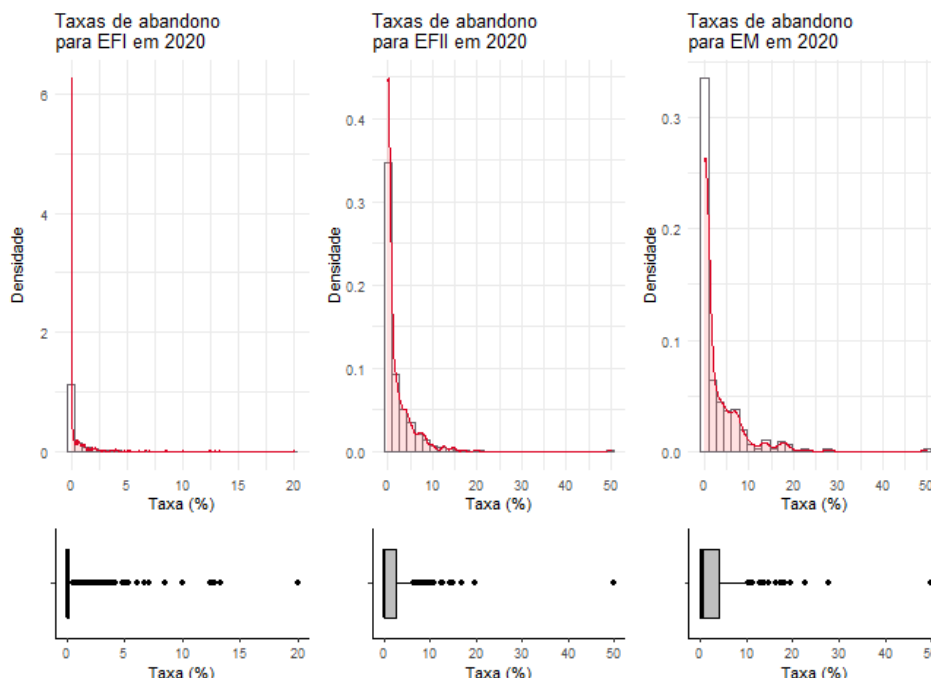 Taxas de abandono
para EFI em 2020
Taxas de abandono
para EFII em 2020
Taxas de abandono
para EM em 2020
Densidade
6
4
2
0
0 5 10 15 20
Taxa (%)
Densidade
0.4
0.3
0.2
0.1
0.0
0 10 20 30 40 50
Taxa (%)
Densidade
0.3
0.2
0.1
0.0
0 10 20 30 40 50
Taxa (%)
0 5 10 15 20
Taxa (%)
0 10 20 30 40 50
Taxa (%)
0 10 20 30 40 50
Taxa (%)